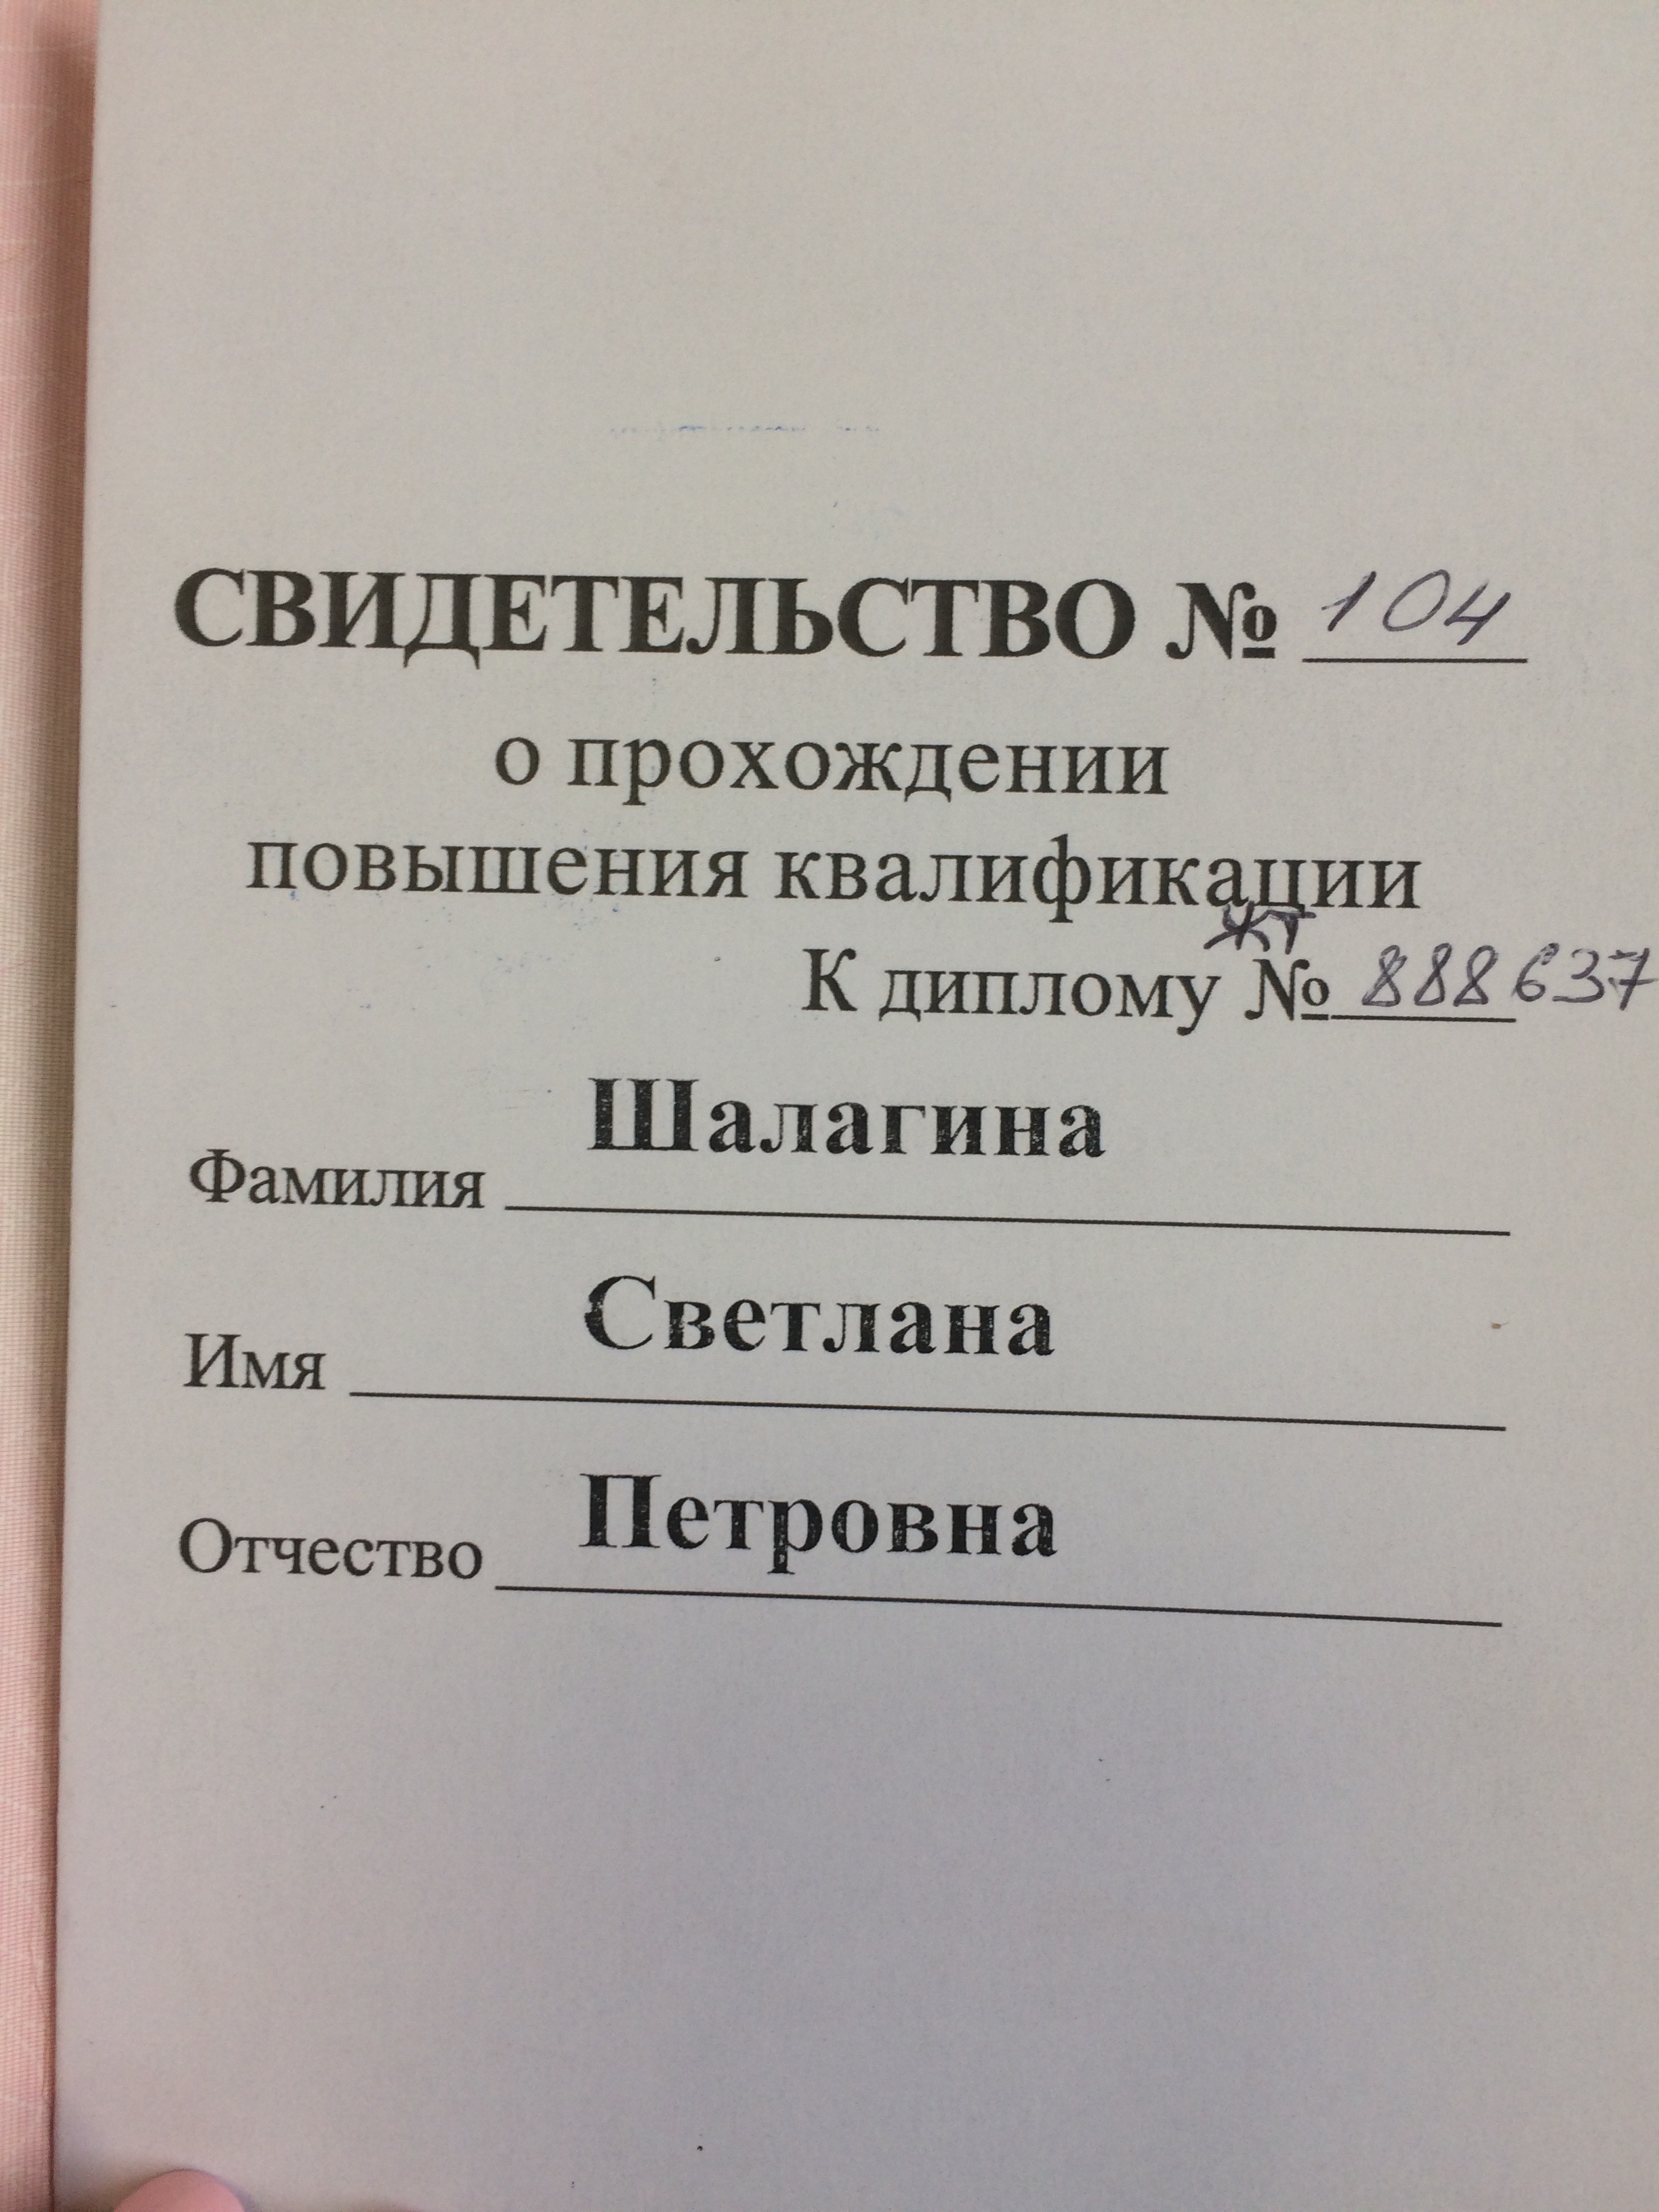 СВИДЕТЕЛЬСТВО № 104
о прохождении
повышения квалификации
К диплому ЖТ № 888637
Фамилия Шалагина
Имя Светлана
Отчество Петровна